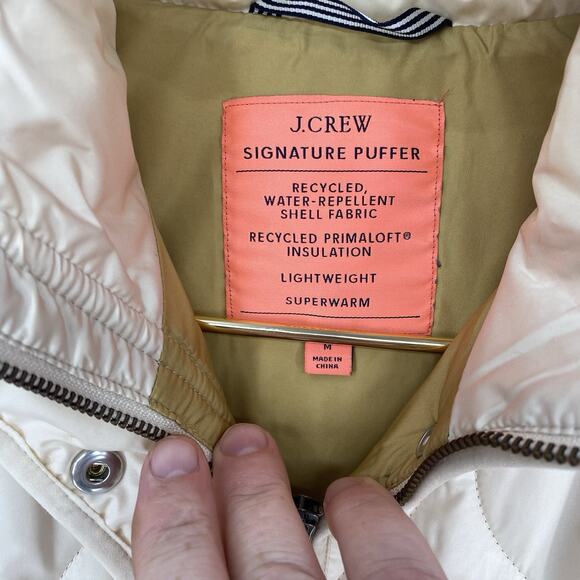 J.CREW
SIGNATURE PUFFER
RECYCLED,
WATER-REPELLENT
SHELL FABRIC
RECYCLED PRIMALOFT®
INSULATION
LIGHTWEIGHT
SUPERWARM
M
MADE IN
CHINA